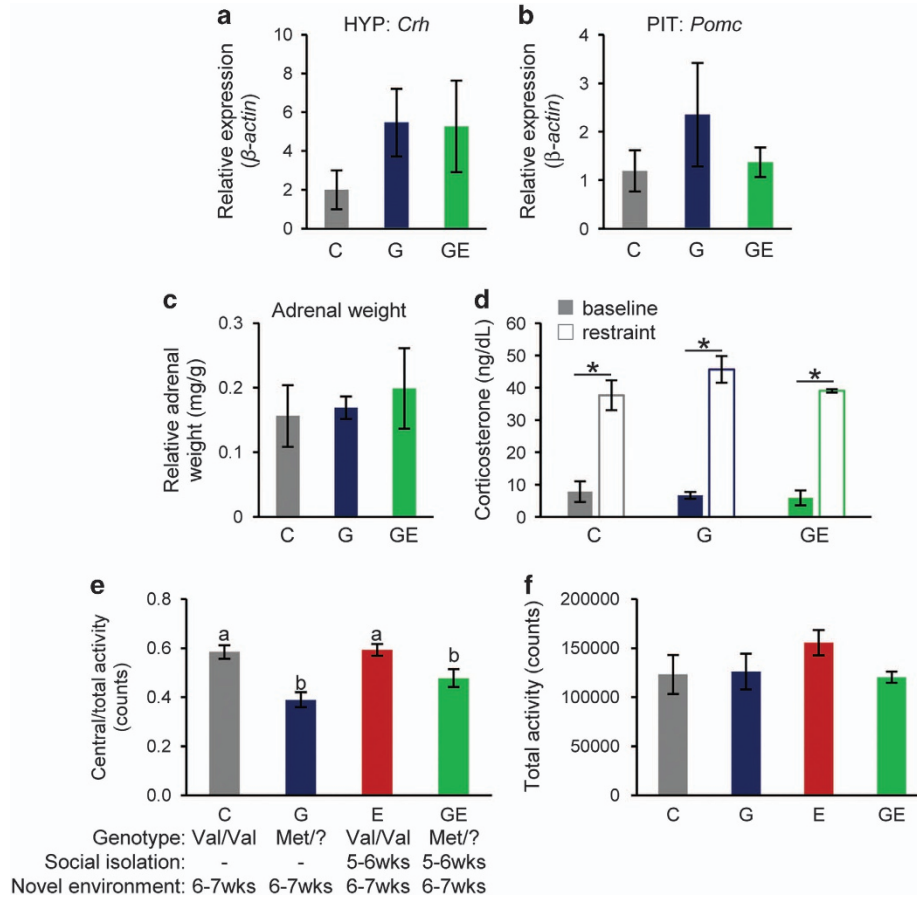 a
HYP: Crh
Relative expression
(β-actin)
10
8
6
4
2
0
C G GE
b
PIT: Pomc
Relative expression
(β-actin)
4
3
2
1
0
C G GE
c
Adrenal weight
Relative adrenal
weight (mg/g)
0.3
0.2
0.1
0
C G GE
d
baseline
restraint
Corticosterone (ng/dL)
60
50
40
30
20
10
0
* * *
C G GE
e
Central/total activity
(counts)
0.8
0.6
0.4
0.2
0.0
a b a b
C G E GE
Genotype: Val/Val Met/? Val/Val Met/?
Social isolation: - - 5-6wks 5-6wks
Novel environment: 6-7wks 6-7wks 6-7wks 6-7wks
f
Total activity (counts)
200000
150000
100000
50000
0
C G E GE